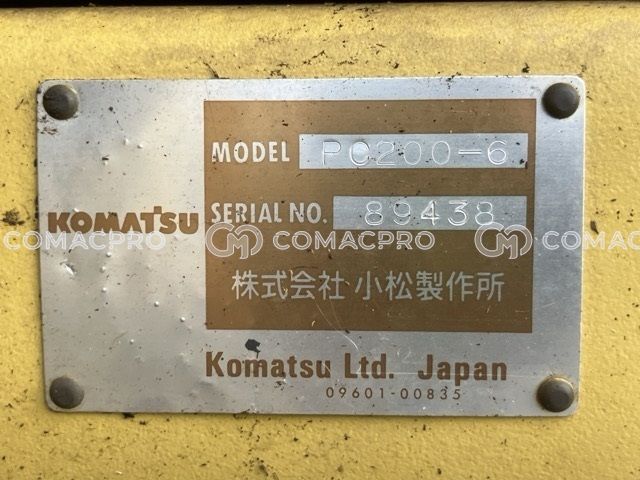 MODEL PC200-6
KOMATSU SERIAL NO. 89438
COMACPRO COMACPRO COMACPRO
株式会社 小松製作所
Komatsu Ltd. Japan
09601-00835